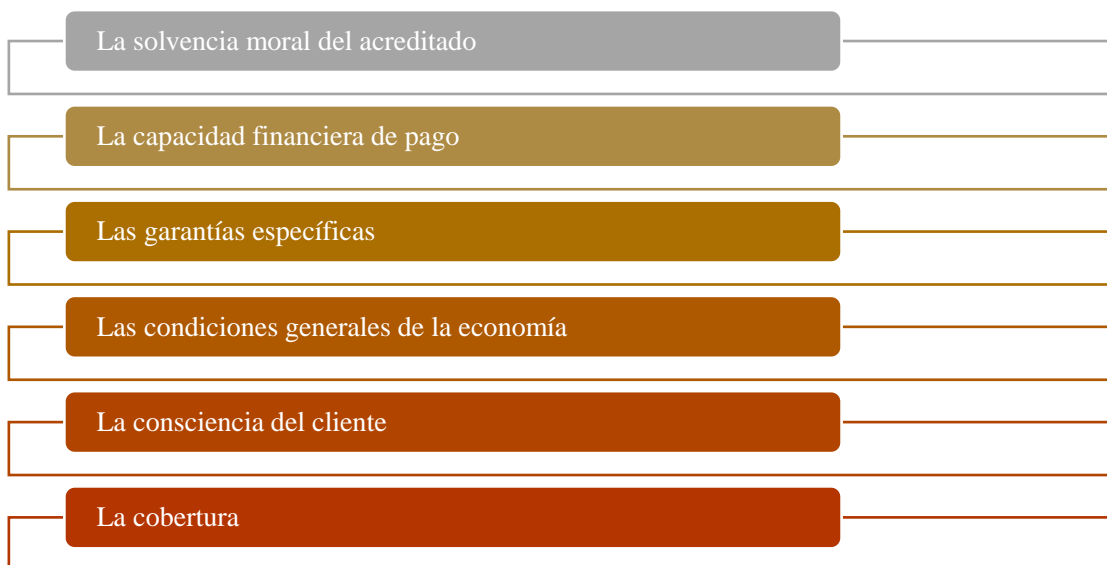 La solvencia moral del acreditado
La capacidad financiera de pago
Las garantías específicas
Las condiciones generales de la economía
La consciencia del cliente
La cobertura